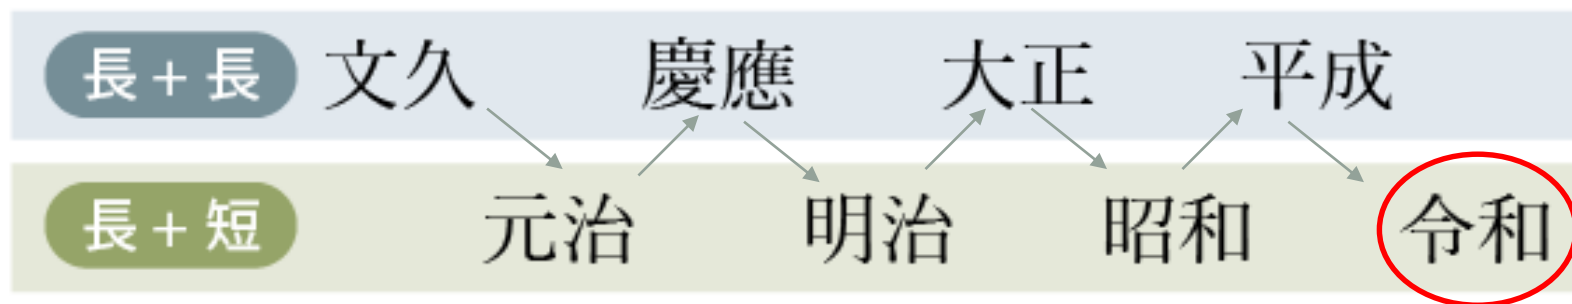 長+長 文久 慶應 大正 平成
長+短 元治 明治 昭和 令和